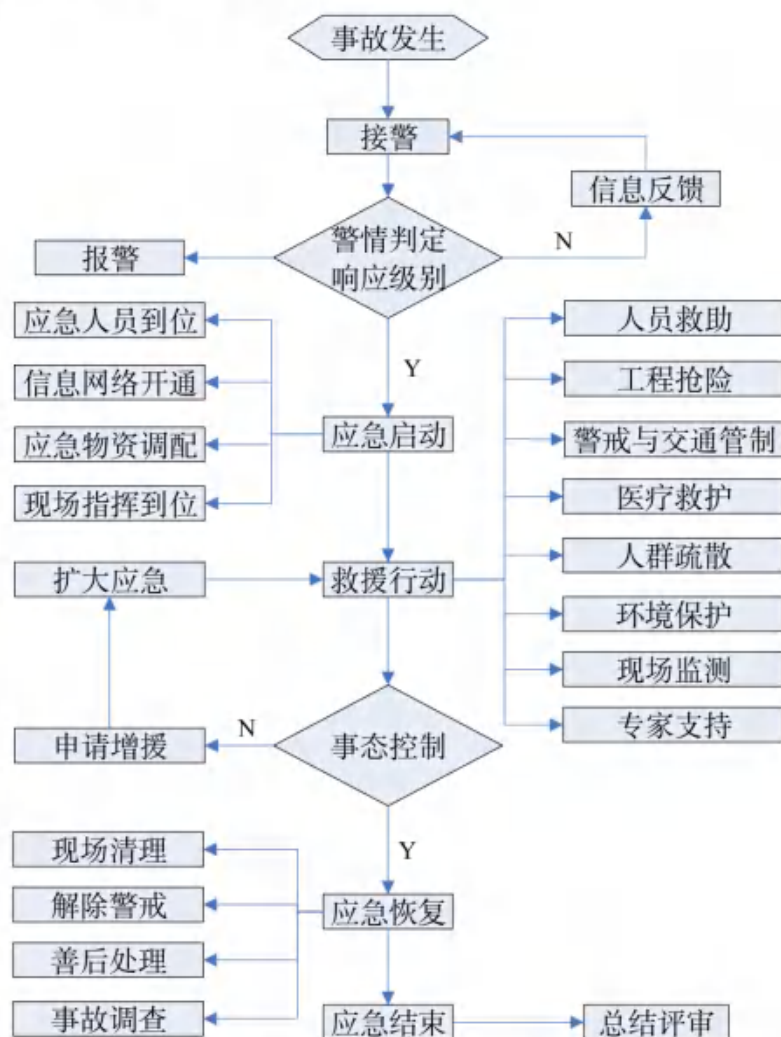 事故发生
接警
信息反馈
警情判定
响应级别
N
报警
Y
应急人员到位
信息网络开通
应急物资调配
现场指挥到位
应急启动
人员救助
工程抢险
警戒与交通管制
医疗救护
人群疏散
环境保护
现场监测
专家支持
扩大应急
救援行动
申请增援
N
事态控制
Y
现场清理
解除警戒
善后处理
事故调查
应急恢复
应急结束
总结评审